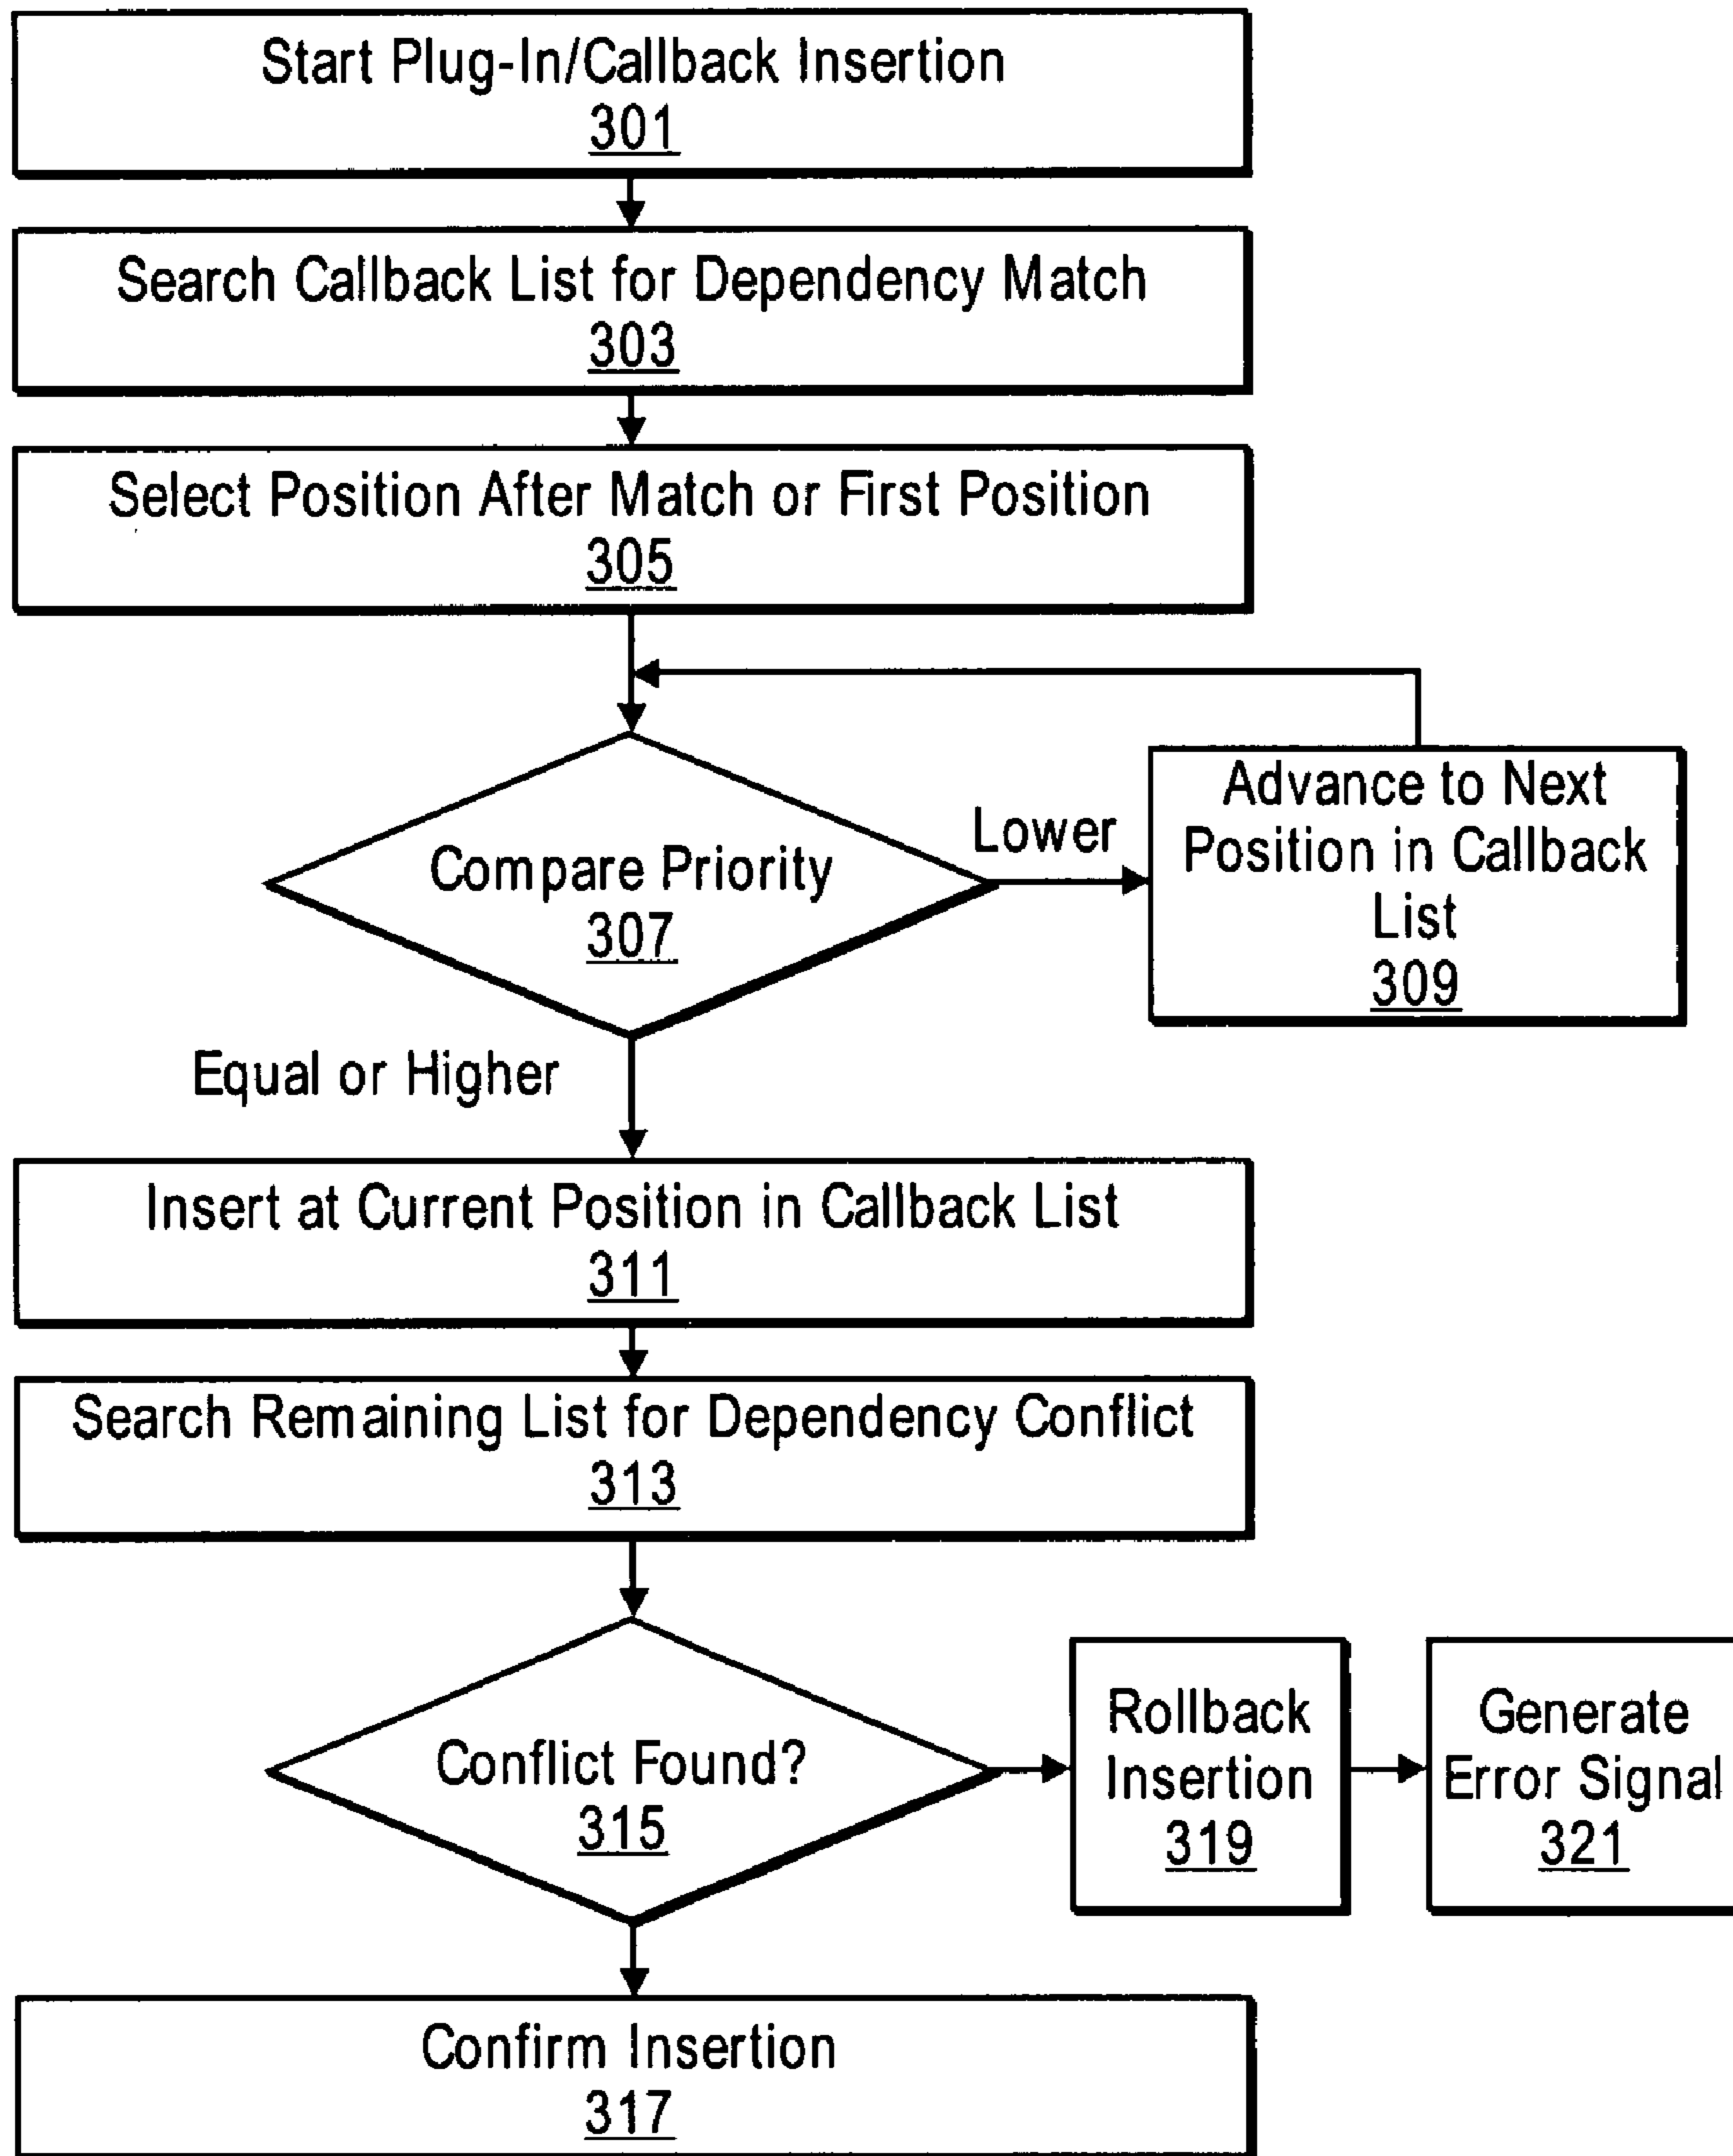 Start Plug-In/Callback Insertion
301
Search Callback List for Dependency Match
303
Select Position After Match or First Position
305
Compare Priority
307
Lower
Advance to Next
Position in Callback
List
309
Equal or Higher
Insert at Current Position in Callback List
311
Search Remaining List for Dependency Conflict
313
Conflict Found?
315
Rollback
Insertion
319
Generate
Error Signal
321
Confirm Insertion
317